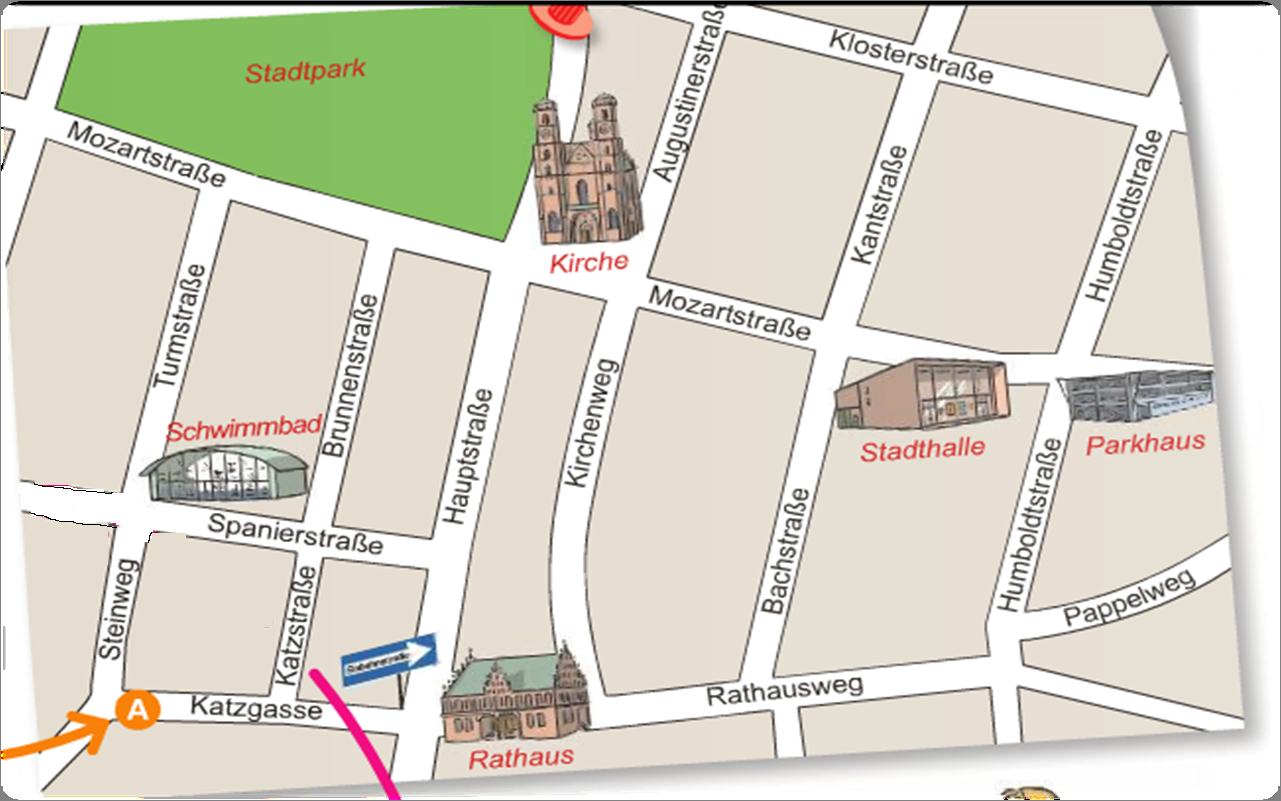 Stadtpark
Klosterstraße
Augustinerstraße
Mozartstraße
Kantstraße
Humboldtstraße
Kirche
Turmstraße
Brunnenstraße
Mozartstraße
Schwimmbad
Hauptstraße
Kirchenweg
Stadthalle
Parkhaus
Spanierstraße
Bachstraße
Humboldtstraße
Steinweg
Katzstraße
Pappelweg
A
Katzgasse
Rathausweg
Rathaus